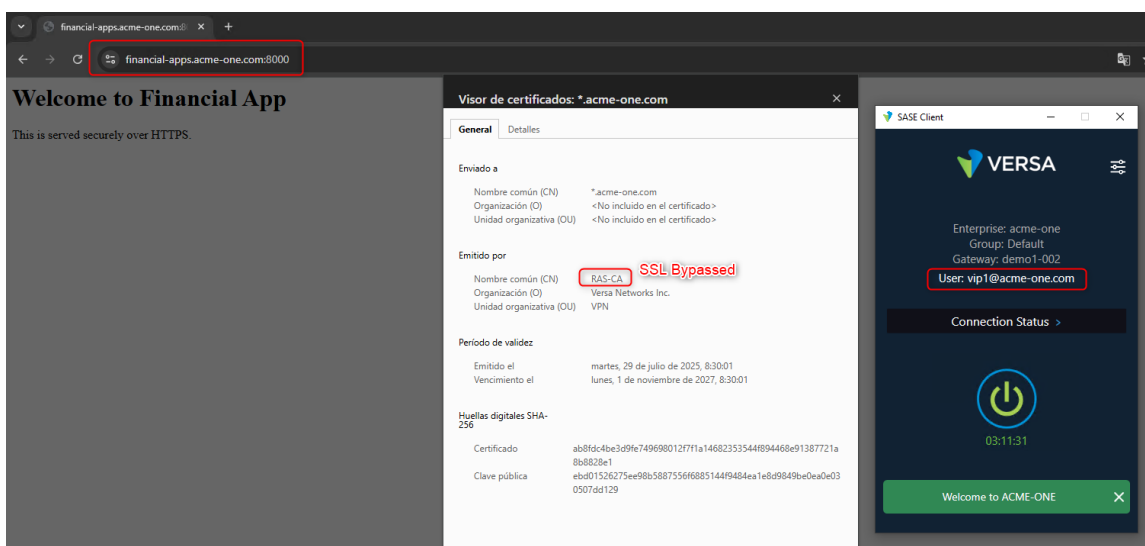 financial-apps.acme-one.com:8
financial-apps.acme-one.com:8000
Welcome to Financial App
This is served securely over HTTPS.
Visor de certificados: *.acme-one.com
General Detalles
Enviado a
Nombre común (CN) *.acme-one.com
Organización (O) <No incluido en el certificado>
Unidad organizativa (OU) <No incluido en el certificado>
Emitido por
SSL Bypassed
Nombre común (CN) RAS-CA
Organización (O) Versa Networks Inc.
Unidad organizativa (OU) VPN
Período de validez
Emitido el martes, 29 de julio de 2025, 8:30:01
Vencimiento el lunes, 1 de noviembre de 2027, 8:30:01
Huellas digitales SHA-
256
Certificado ab8fdc4be3d9fe749698012f7f1a14682353544f894468e91387721a
8b8828e1
Clave pública ebd01526275ee98b5887556f6885144f9484ea1e8d9849be0ea0e03
0507dd129
SASE Client
VERSA
Enterprise: acme-one
Group: Default
Gateway: demo1-002
User: vip1@acme-one.com
Connection Status >
03:11:31
Welcome to ACME-ONE